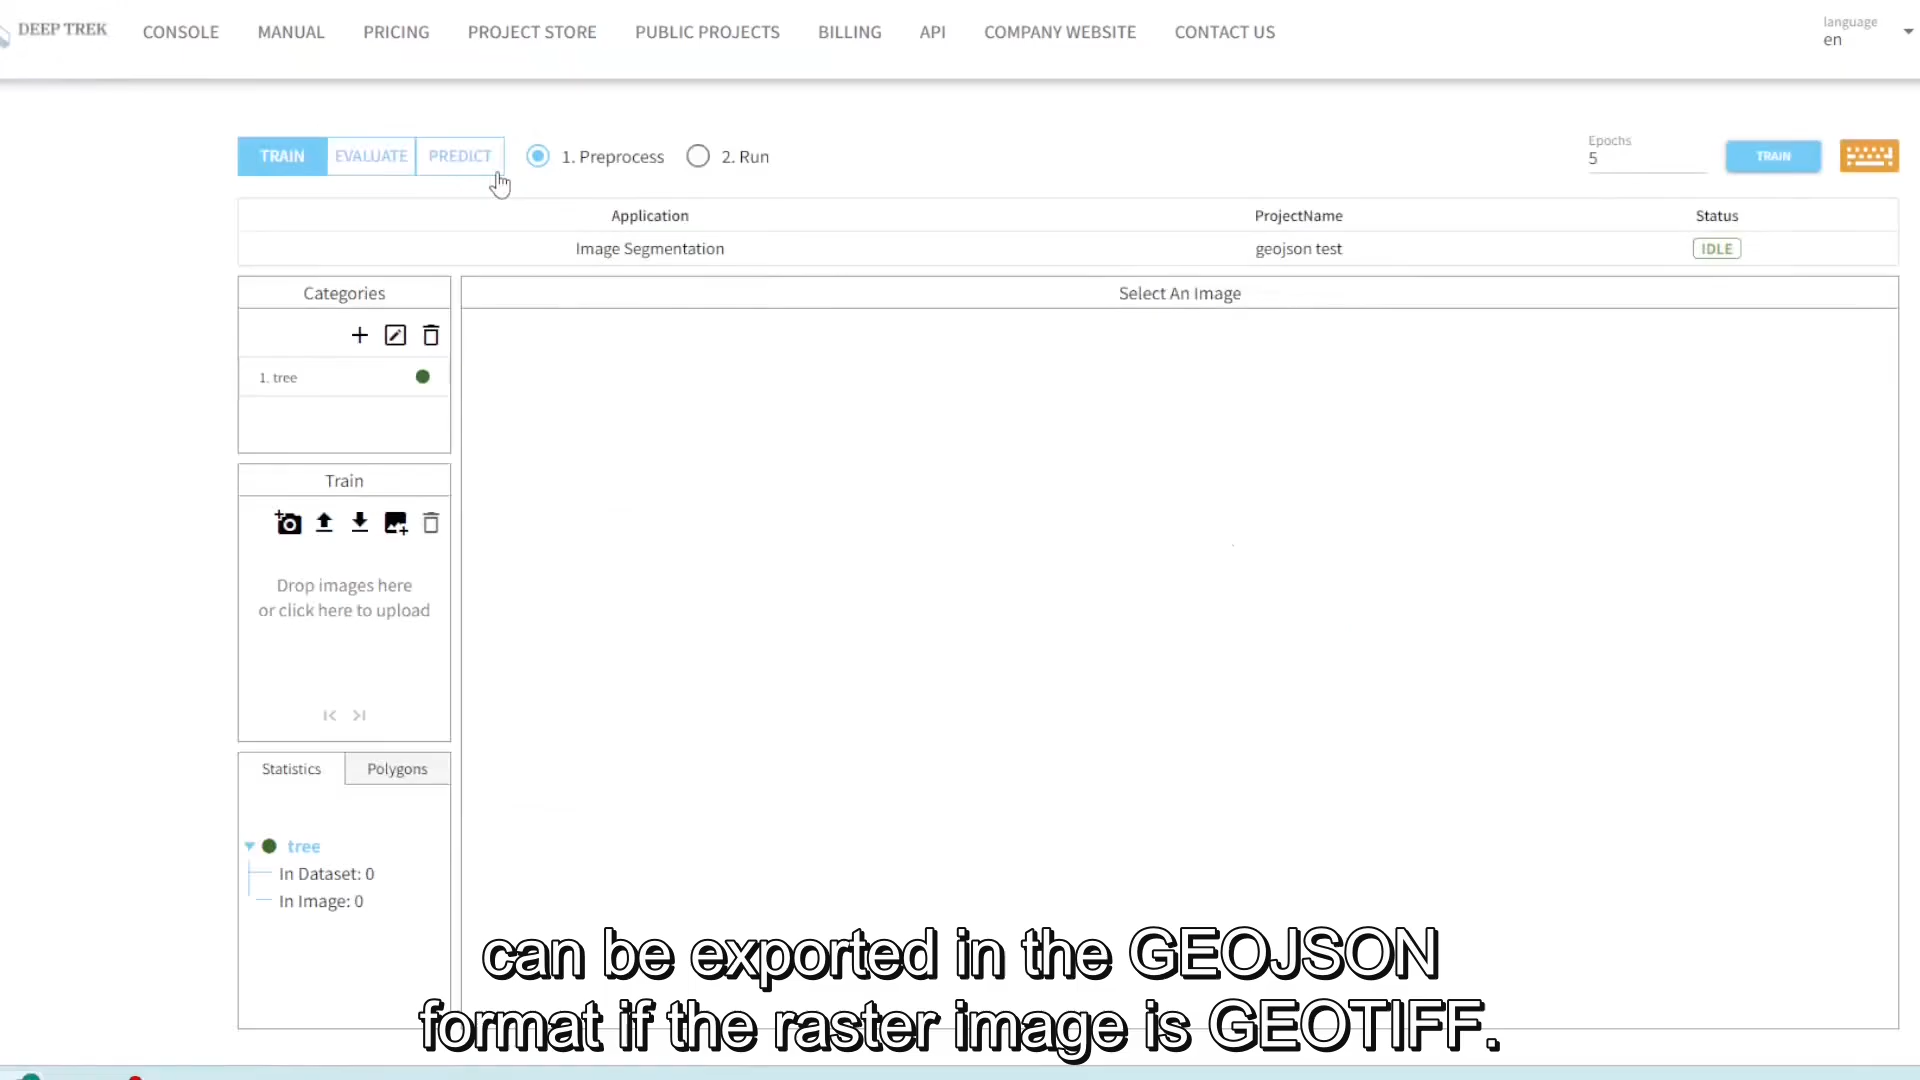 DEEP TREK
CONSOLE
MANUAL
PRICING
PROJECT STORE
PUBLIC PROJECTS
BILLING
API
COMPANY WEBSITE
CONTACT US
language
en
TRAIN
EVALUATE
PREDICT
1. Preprocess
2. Run
Epochs
5
TRAIN
Application
ProjectName
Status
Image Segmentation
geojson test
IDLE
Categories
Select An Image
1. tree
Train
Drop images here
or click here to upload
Statistics
Polygons
tree
In Dataset: 0
In Image: 0
can be exported in the GEOJSON
format if the raster image is GEOTIFF.